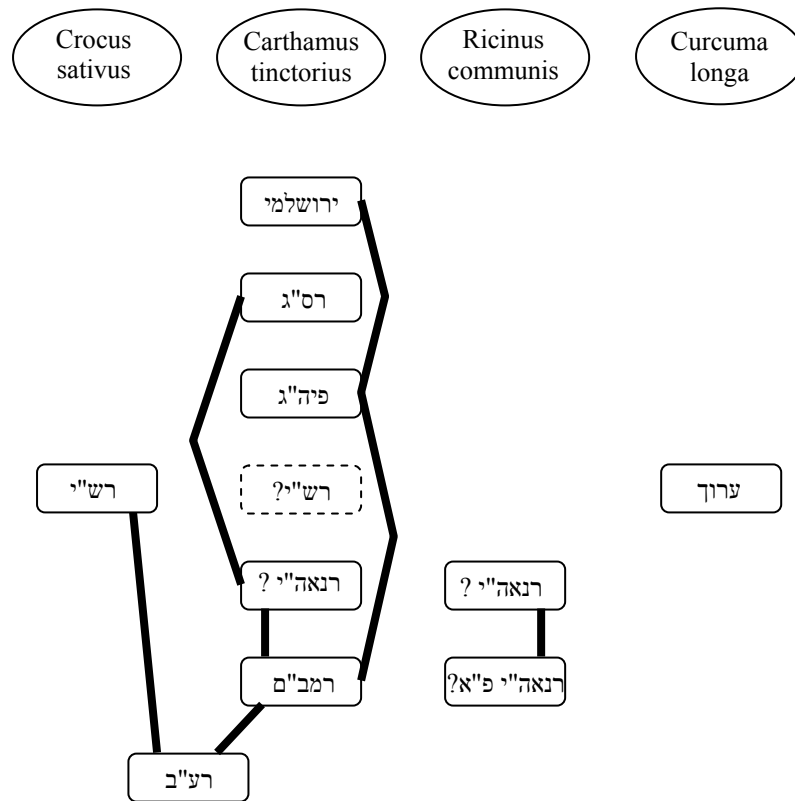 Crocus
sativus
Carthamus
tinctorius
Ricinus
communis
Curcuma
longa
ירושלמי
רס"ג
פיה"ג
רש"י
רש"י?
ערוך
רנאה"י ?
רנאה"י ?
רמב"ם
רנאה"י פ"א?
רע"ב